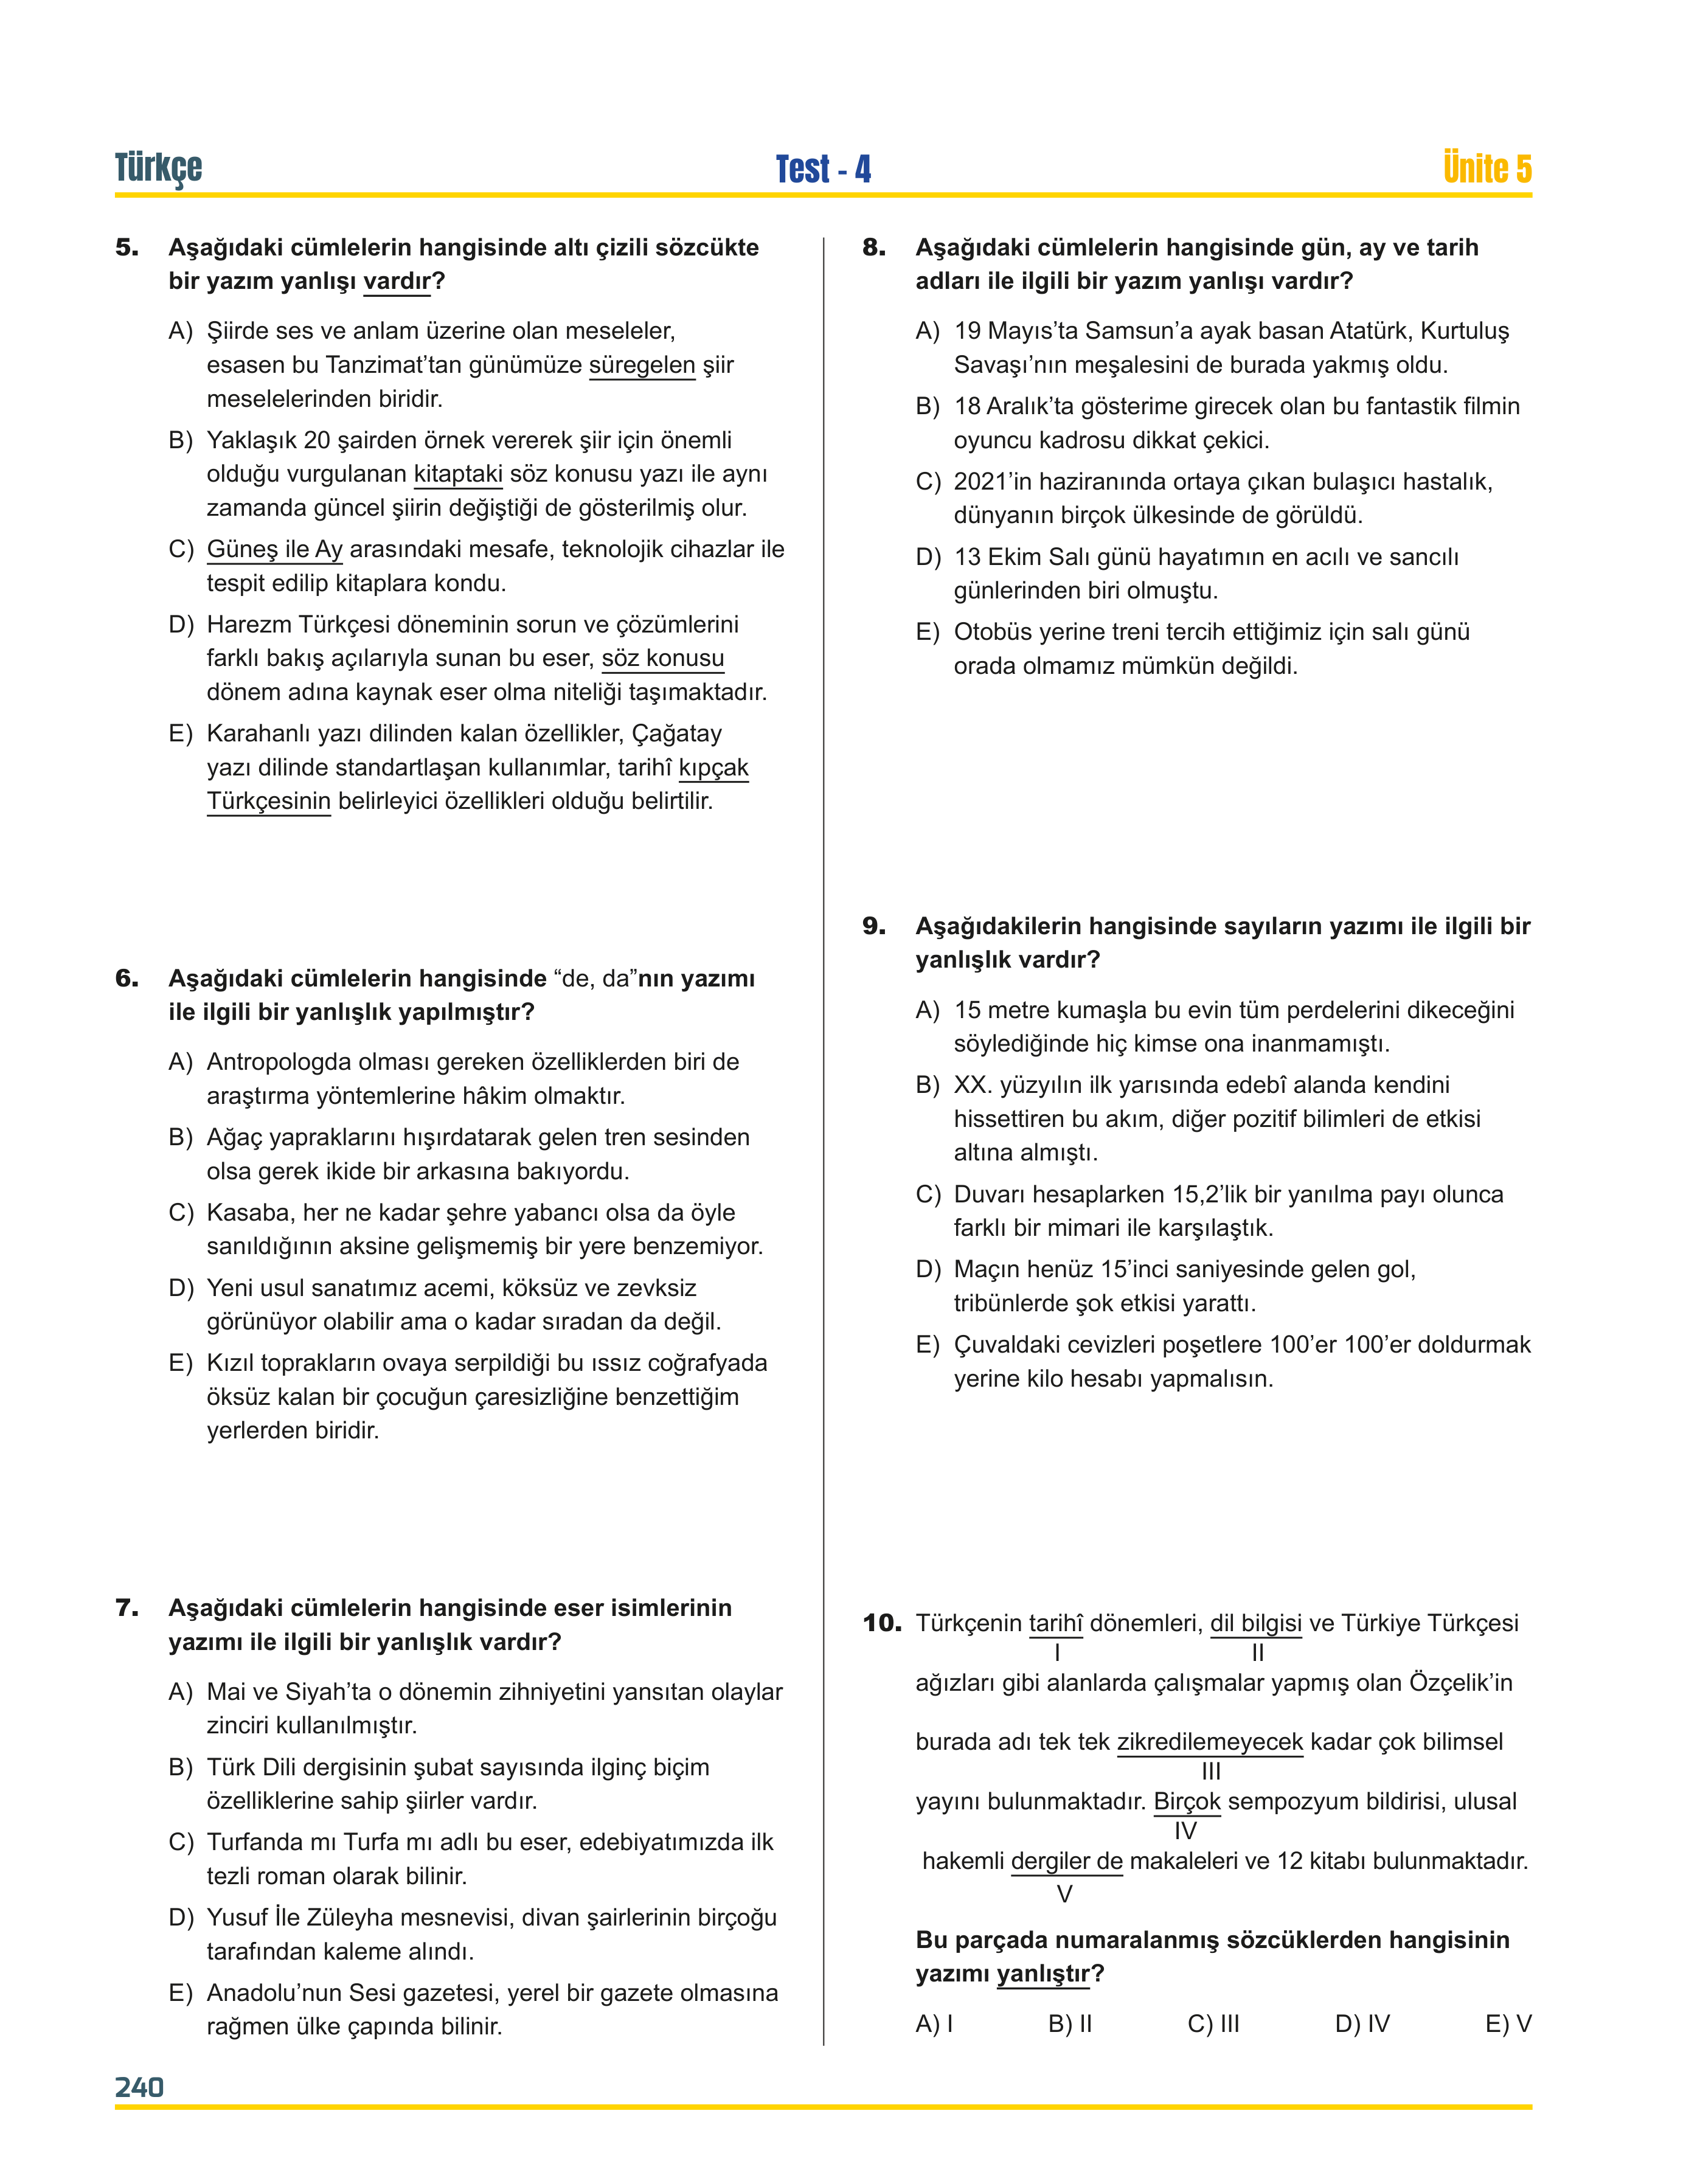 Türkçe
Test - 4
Ünite 5
5. Aşağıdaki cümlelerin hangisinde altı çizili sözcükte
bir yazım yanlışı vardır?
A) Şiirde ses ve anlam üzerine olan meseleler,
esasen bu Tanzimat’tan günümüze süregelen şiir
meselelerinden biridir.
B) Yaklaşık 20 şairden örnek vererek şiir için önemli
olduğu vurgulanan kitaptaki söz konusu yazı ile aynı
zamanda güncel şiirin değiştiği de gösterilmiş olur.
C) Güneş ile Ay arasındaki mesafe, teknolojik cihazlar ile
tespit edilip kitaplara kondu.
D) Harezm Türkçesi döneminin sorun ve çözümlerini
farklı bakış açılarıyla sunan bu eser, söz konusu
dönem adına kaynak eser olma niteliği taşımaktadır.
E) Karahanlı yazı dilinden kalan özellikler, Çağatay
yazı dilinde standartlaşan kullanımlar, tarihî kıpçak
Türkçesinin belirleyici özellikleri olduğu belirtilir.
6. Aşağıdaki cümlelerin hangisinde “de, da”nın yazımı
ile ilgili bir yanlışlık yapılmıştır?
A) Antropologda olması gereken özelliklerden biri de
araştırma yöntemlerine hâkim olmaktır.
B) Ağaç yapraklarını hışırdatarak gelen tren sesinden
olsa gerek ikide bir arkasına bakıyordu.
C) Kasaba, her ne kadar şehre yabancı olsa da öyle
sanıldığının aksine gelişmemiş bir yere benzemiyor.
D) Yeni usul sanatımız acemi, köksüz ve zevksiz
görünüyor olabilir ama o kadar sıradan da değil.
E) Kızıl toprakların ovaya serpildiği bu ıssız coğrafyada
öksüz kalan bir çocuğun çaresizliğine benzettiğim
yerlerden biridir.
7. Aşağıdaki cümlelerin hangisinde eser isimlerinin
yazımı ile ilgili bir yanlışlık vardır?
A) Mai ve Siyah’ta o dönemin zihniyetini yansıtan olaylar
zinciri kullanılmıştır.
B) Türk Dili dergisinin şubat sayısında ilginç biçim
özelliklerine sahip şiirler vardır.
C) Turfanda mı Turfa mı adlı bu eser, edebiyatımızda ilk
tezli roman olarak bilinir.
D) Yusuf İle Züleyha mesnevisi, divan şairlerinin birçoğu
tarafından kaleme alındı.
E) Anadolu’nun Sesi gazetesi, yerel bir gazete olmasına
rağmen ülke çapında bilinir.
8. Aşağıdaki cümlelerin hangisinde gün, ay ve tarih
adları ile ilgili bir yazım yanlışı vardır?
A) 19 Mayıs’ta Samsun’a ayak basan Atatürk, Kurtuluş
Savaşı’nın meşalesini de burada yakmış oldu.
B) 18 Aralık’ta gösterime girecek olan bu fantastik filmin
oyuncu kadrosu dikkat çekici.
C) 2021’in haziranında ortaya çıkan bulaşıcı hastalık,
dünyanın birçok ülkesinde de görüldü.
D) 13 Ekim Salı günü hayatımın en acılı ve sancılı
günlerinden biri olmuştu.
E) Otobüs yerine treni tercih ettiğimiz için salı günü
orada olmamız mümkün değildi.
9. Aşağıdakilerin hangisinde sayıların yazımı ile ilgili bir
yanlışlık vardır?
A) 15 metre kumaşla bu evin tüm perdelerini dikeceğini
söylediğinde hiç kimse ona inanmamıştı.
B) XX. yüzyılın ilk yarısında edebî alanda kendini
hissettiren bu akım, diğer pozitif bilimleri de etkisi
altına almıştı.
C) Duvarı hesaplarken 15,2’lik bir yanılma payı olunca
farklı bir mimari ile karşılaştık.
D) Maçın henüz 15’inci saniyesinde gelen gol,
tribünlerde şok etkisi yarattı.
E) Çuvaldaki cevizleri poşetlere 100’er 100’er doldurmak
yerine kilo hesabı yapmalısın.
10. Türkçenin tarihî dönemleri, dil bilgisi ve Türkiye Türkçesi
I II
ağızları gibi alanlarda çalışmalar yapmış olan Özçelik’in
burada adı tek tek zikredilemeyecek kadar çok bilimsel
III
yayını bulunmaktadır. Birçok sempozyum bildirisi, ulusal
IV
hakemli dergiler de makaleleri ve 12 kitabı bulunmaktadır.
V
Bu parçada numaralanmış sözcüklerden hangisinin
yazımı yanlıştır?
A) I B) II C) III D) IV E) V
240